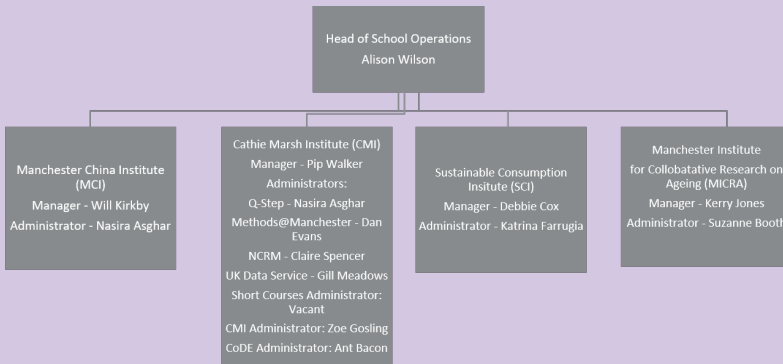 Head of School Operations
Alison Wilson
Manchester China Institute
(MCI)
Manager - Will Kirkby
Administrator - Nasira Asghar
Cathie Marsh Institute (CMI)
Manager - Pip Walker
Administrators:
Q-Step - Nasira Asghar
Methods@Manchester - Dan
Evans
NCRM - Claire Spencer
UK Data Service - Gill Meadows
Short Courses Administrator:
Vacant
CMI Administrator: Zoe Gosling
CoDE Administrator: Ant Bacon
Sustainable Consumption
Insitute (SCI)
Manager - Debbie Cox
Administrator - Katrina Farrugia
Manchester Institute
for Collobatative Research on
Ageing (MICRA)
Manager - Kerry Jones
Administrator - Suzanne Booth